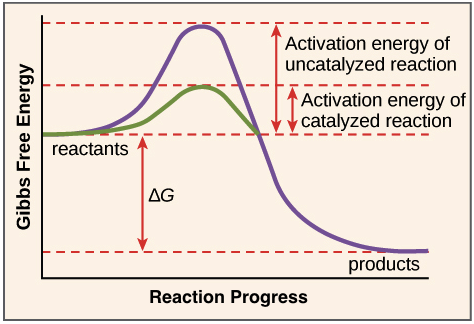 Activation energy of
uncatalyzed reaction
Activation energy of
catalyzed reaction
reactants
ΔG
products
Gibbs Free Energy
Reaction Progress